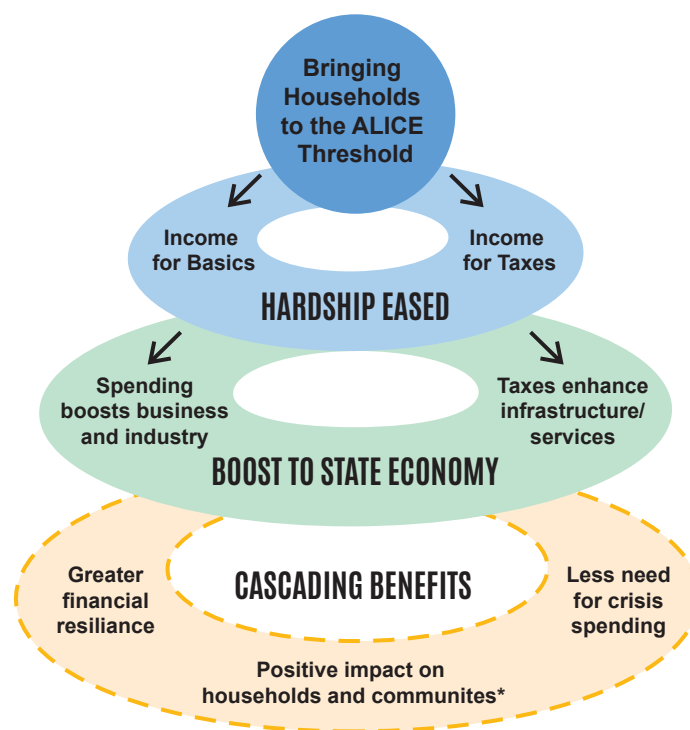 Bringing
Households
to the ALICE
Threshold
Income
for Basics
Income
for Taxes
HARDSHIP EASED
Spending
boosts business
and industry
Taxes enhance
infrastructure/
services
BOOST TO STATE ECONOMY
Greater
financial
resiliance
CASCADING BENEFITS
Less need
for crisis
spending
Positive impact on
households and communites*